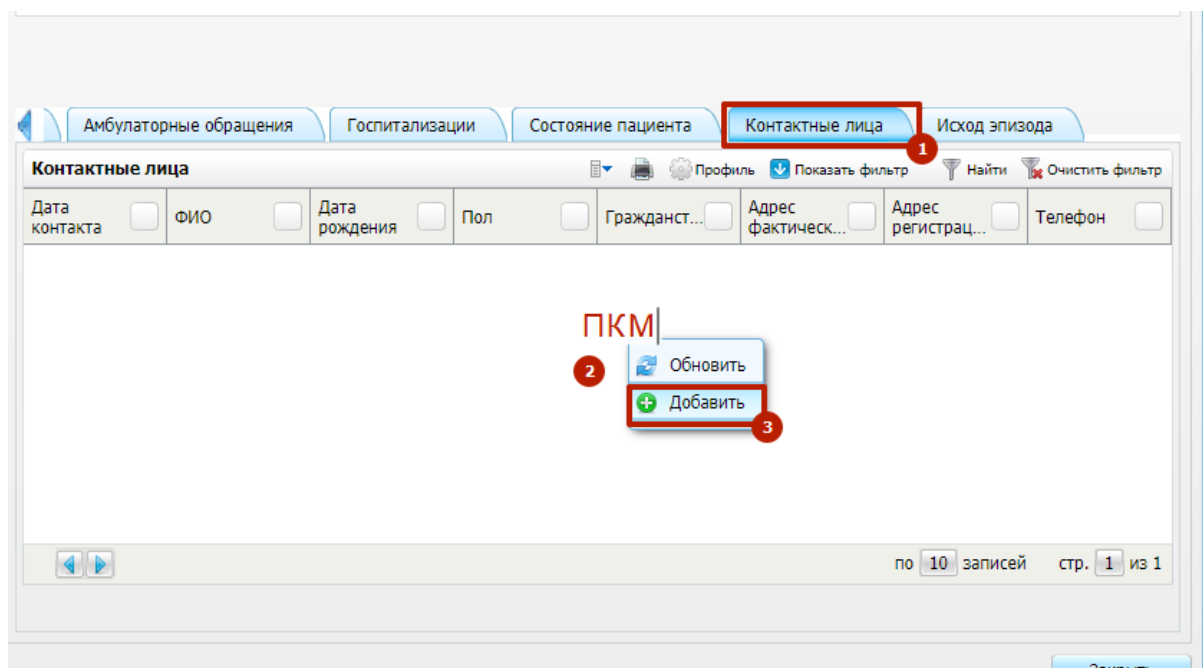 Амбулаторные обращения Госпитализации Состояние пациента Контактные лица Исход эпизода
1
Контактные лица Профиль Показать фильтр Найти Очистить фильтр
Дата контакта ФИО Дата рождения Пол Гражданст... Адрес фактическ... Адрес регистрац... Телефон
ПКМ
2 Обновить
Добавить
3
по 10 записей стр. 1 из 1
Закрыть